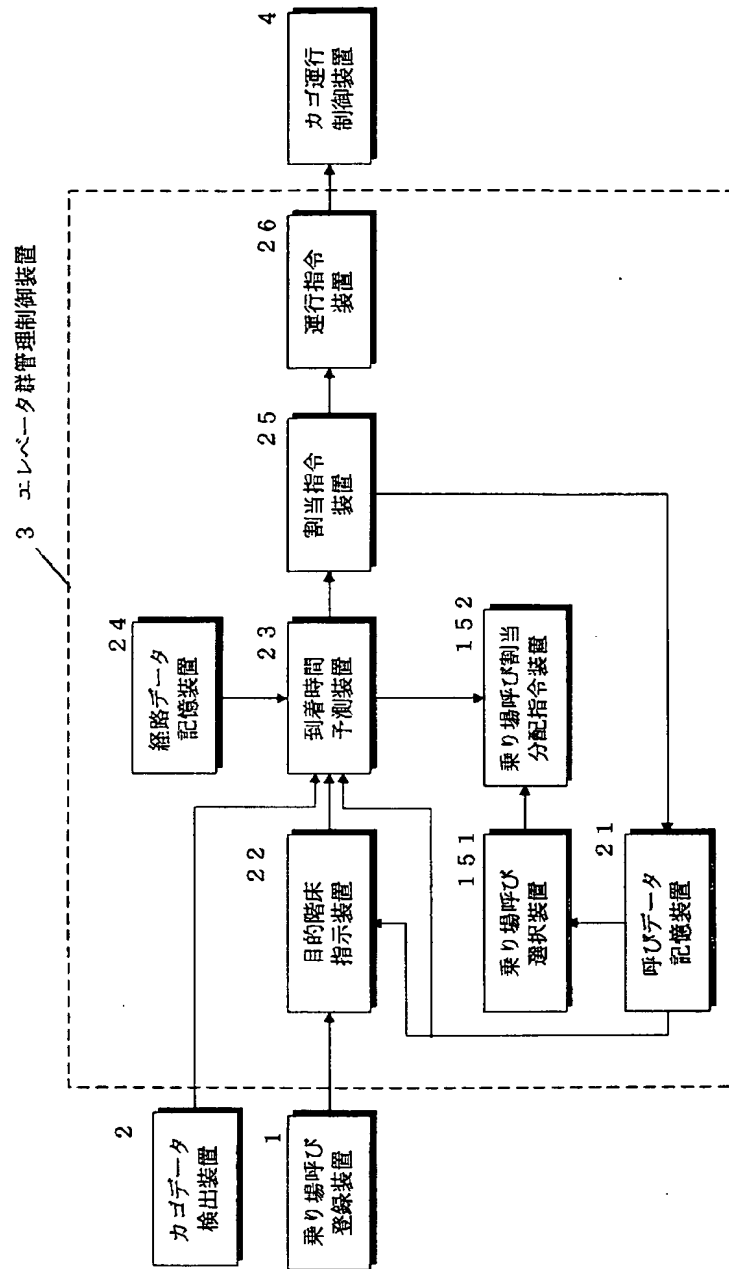 3 エレベータ群管理制御装置
2
カゴデータ
検出装置
1
乗り場呼び
登録装置
22
目的階床
指示装置
24
経路データ
記憶装置
23
到着時間
予測装置
25
割当指令
装置
26
運行指令
装置
4
カゴ運行
制御装置
151
乗り場呼び
選択装置
152
乗り場呼び割当
分配指令装置
21
呼びデータ
記憶装置